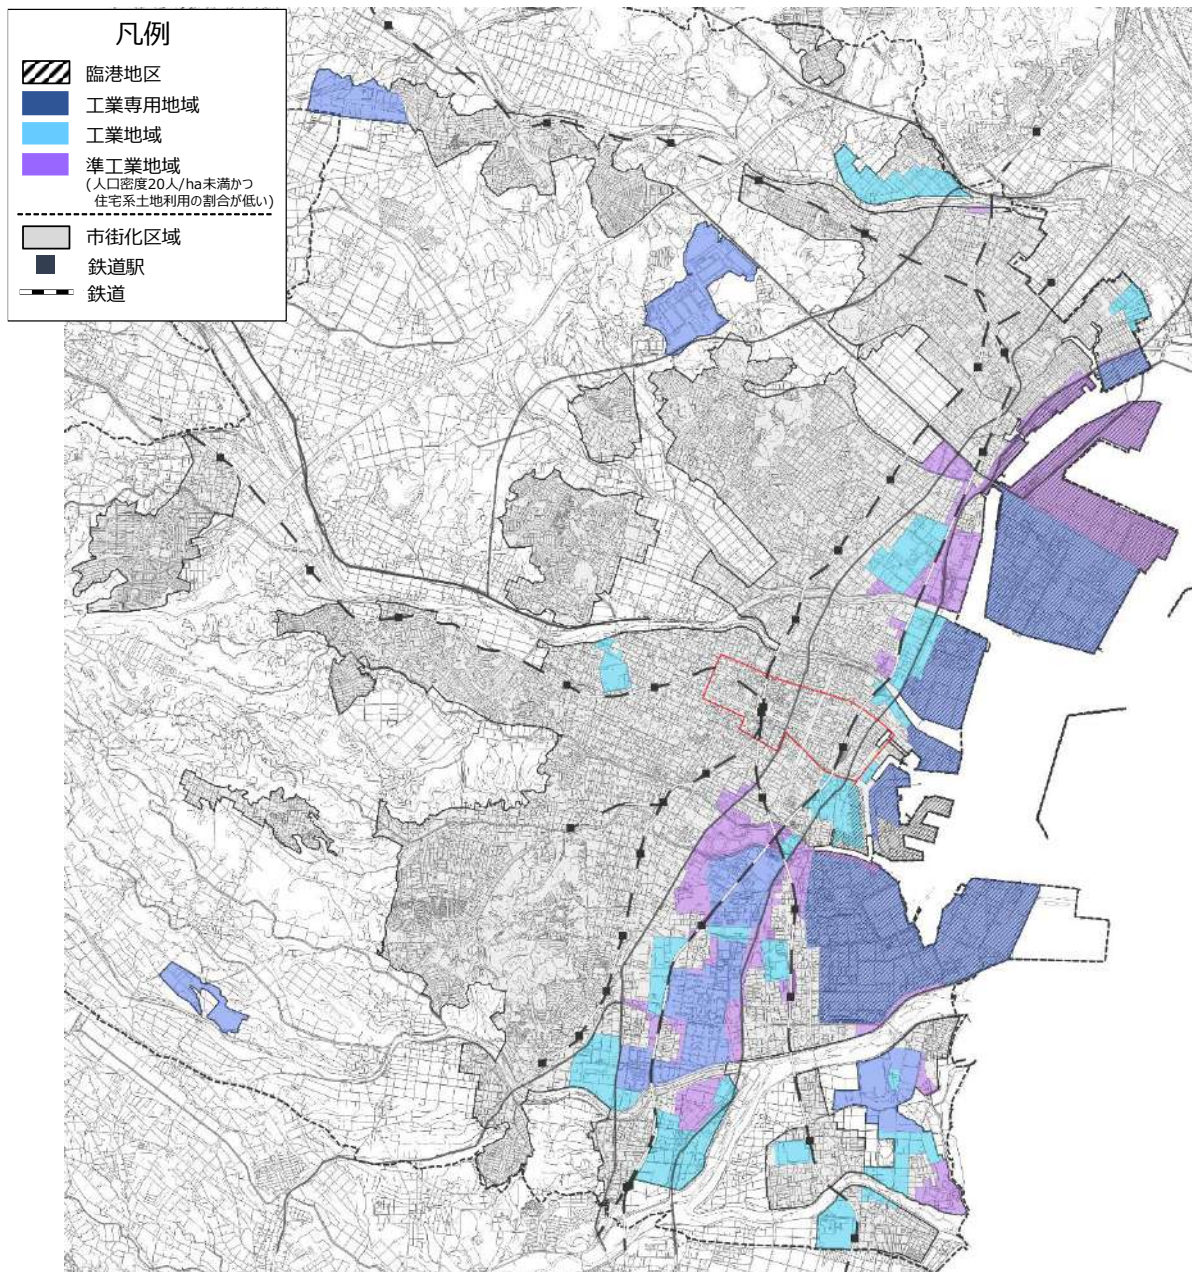 凡例
臨港地区
工業専用地域
工業地域
準工業地域
(人口密度20人/ha未満かつ
住宅系土地利用の割合が低い)
市街化区域
鉄道駅
鉄道